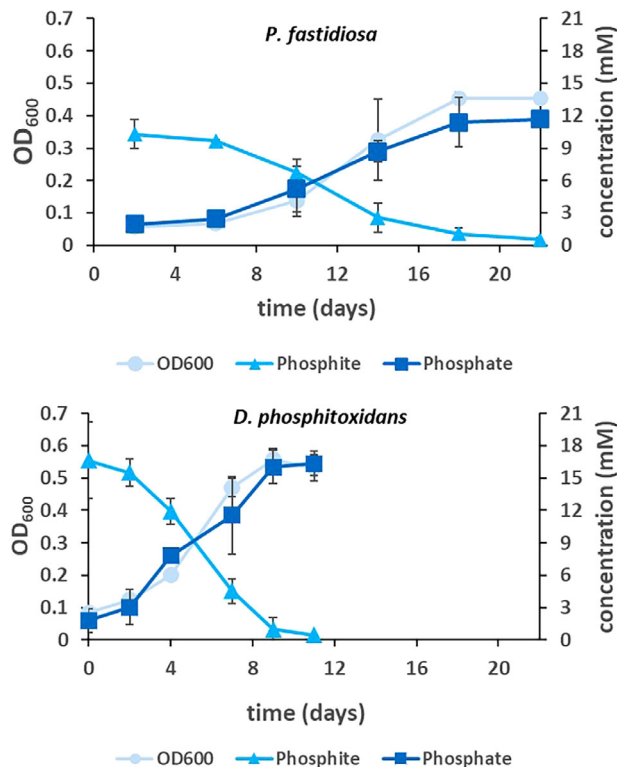 P. fastidiosa
0.7 21
0.6 18
0.5 15
0.4 12
0.3 9
0.2 6
0.1 3
0 0
OD600
concentration (mM)
0 4 8 12 16 20
time (days)
OD600 Phosphite Phosphate
D. phosphitoxidans
0.7 21
0.6 18
0.5 15
0.4 12
0.3 9
0.2 6
0.1 3
0 0
OD600
concentration (mM)
0 4 8 12 16 20
time (days)
OD600 Phosphite Phosphate